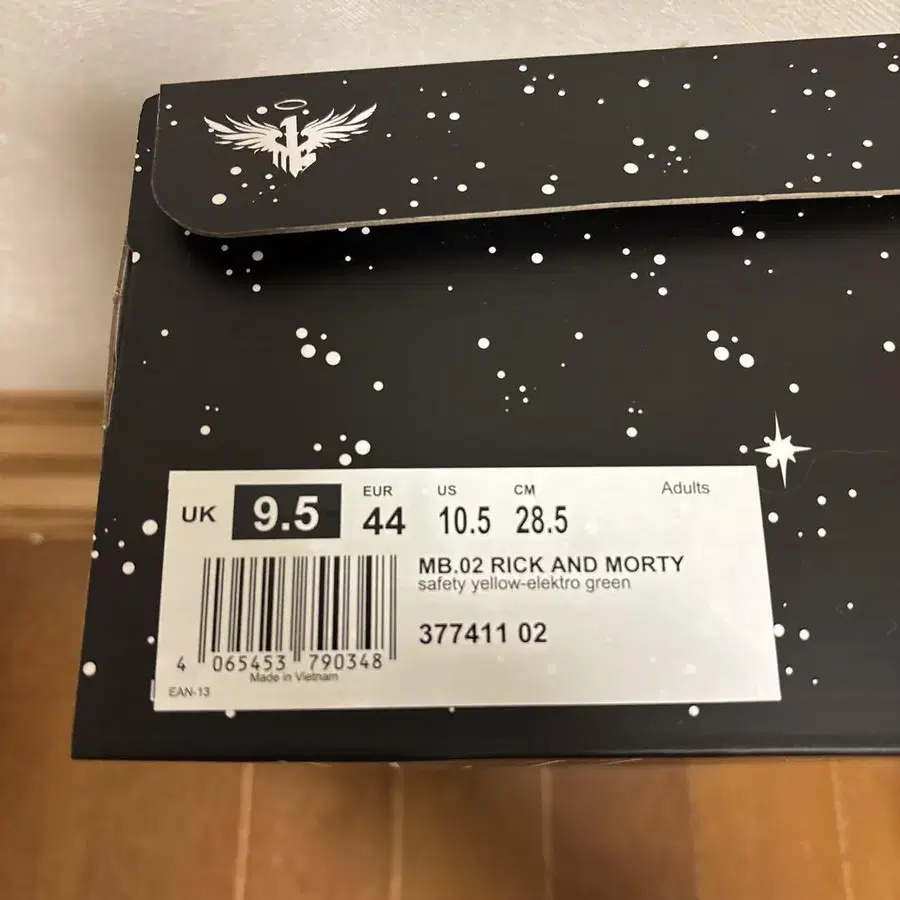 UK 9.5
EUR 44
US 10.5
CM 28.5
Adults
MB.02 RICK AND MORTY
safety yellow-elektro green
377411 02
4 065453 790348
Made in Vietnam
EAN-13